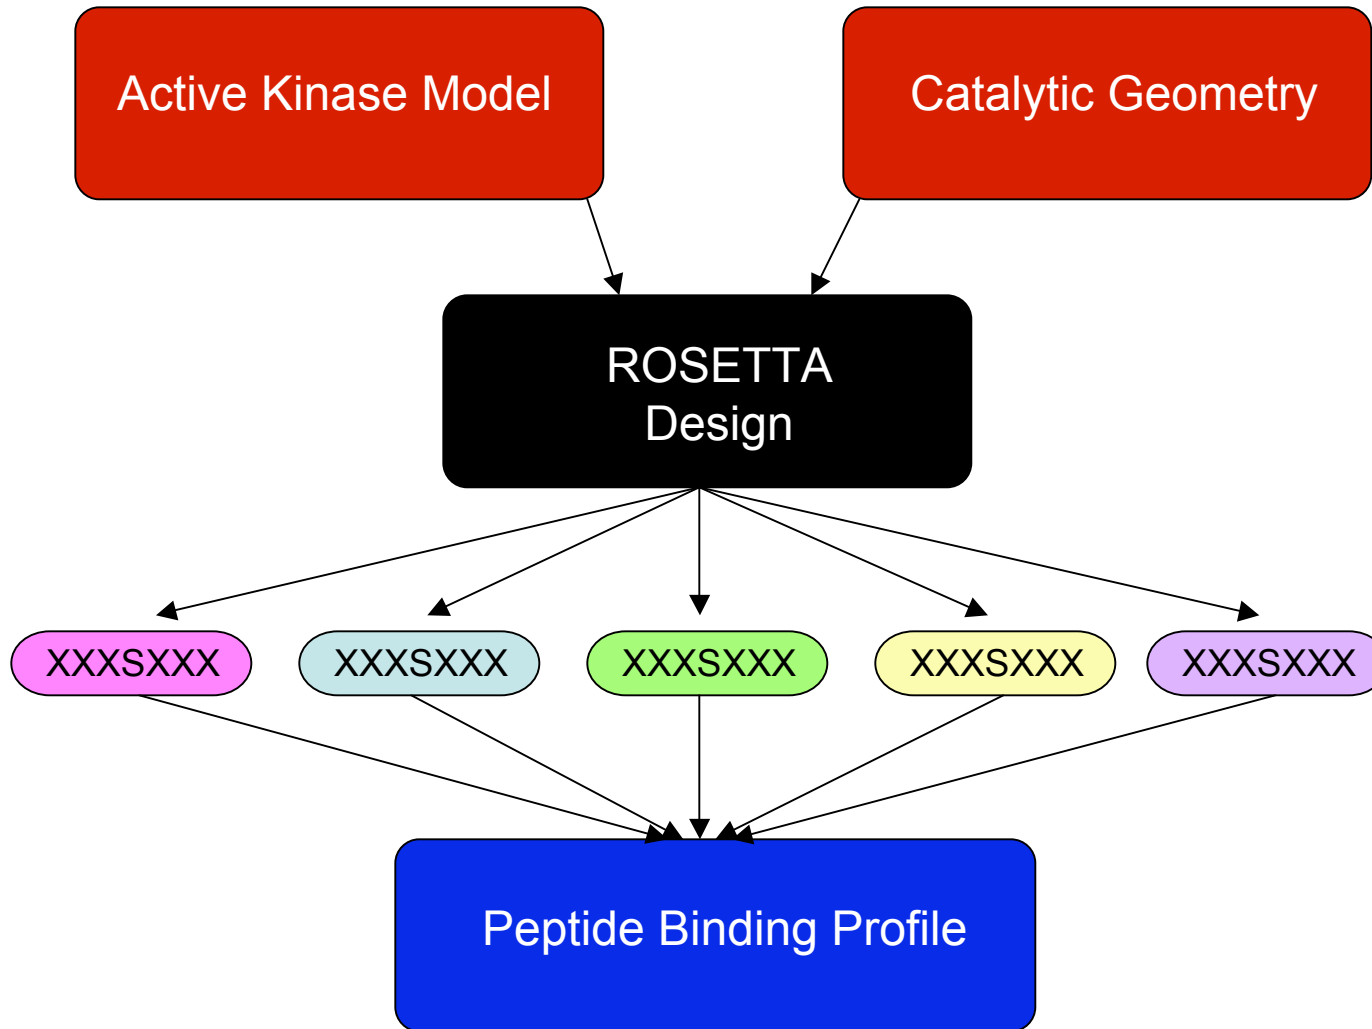 Active Kinase Model
Catalytic Geometry
ROSETTA
Design
XXXSXXX
XXXSXXX
XXXSXXX
XXXSXXX
XXXSXXX
Peptide Binding Profile